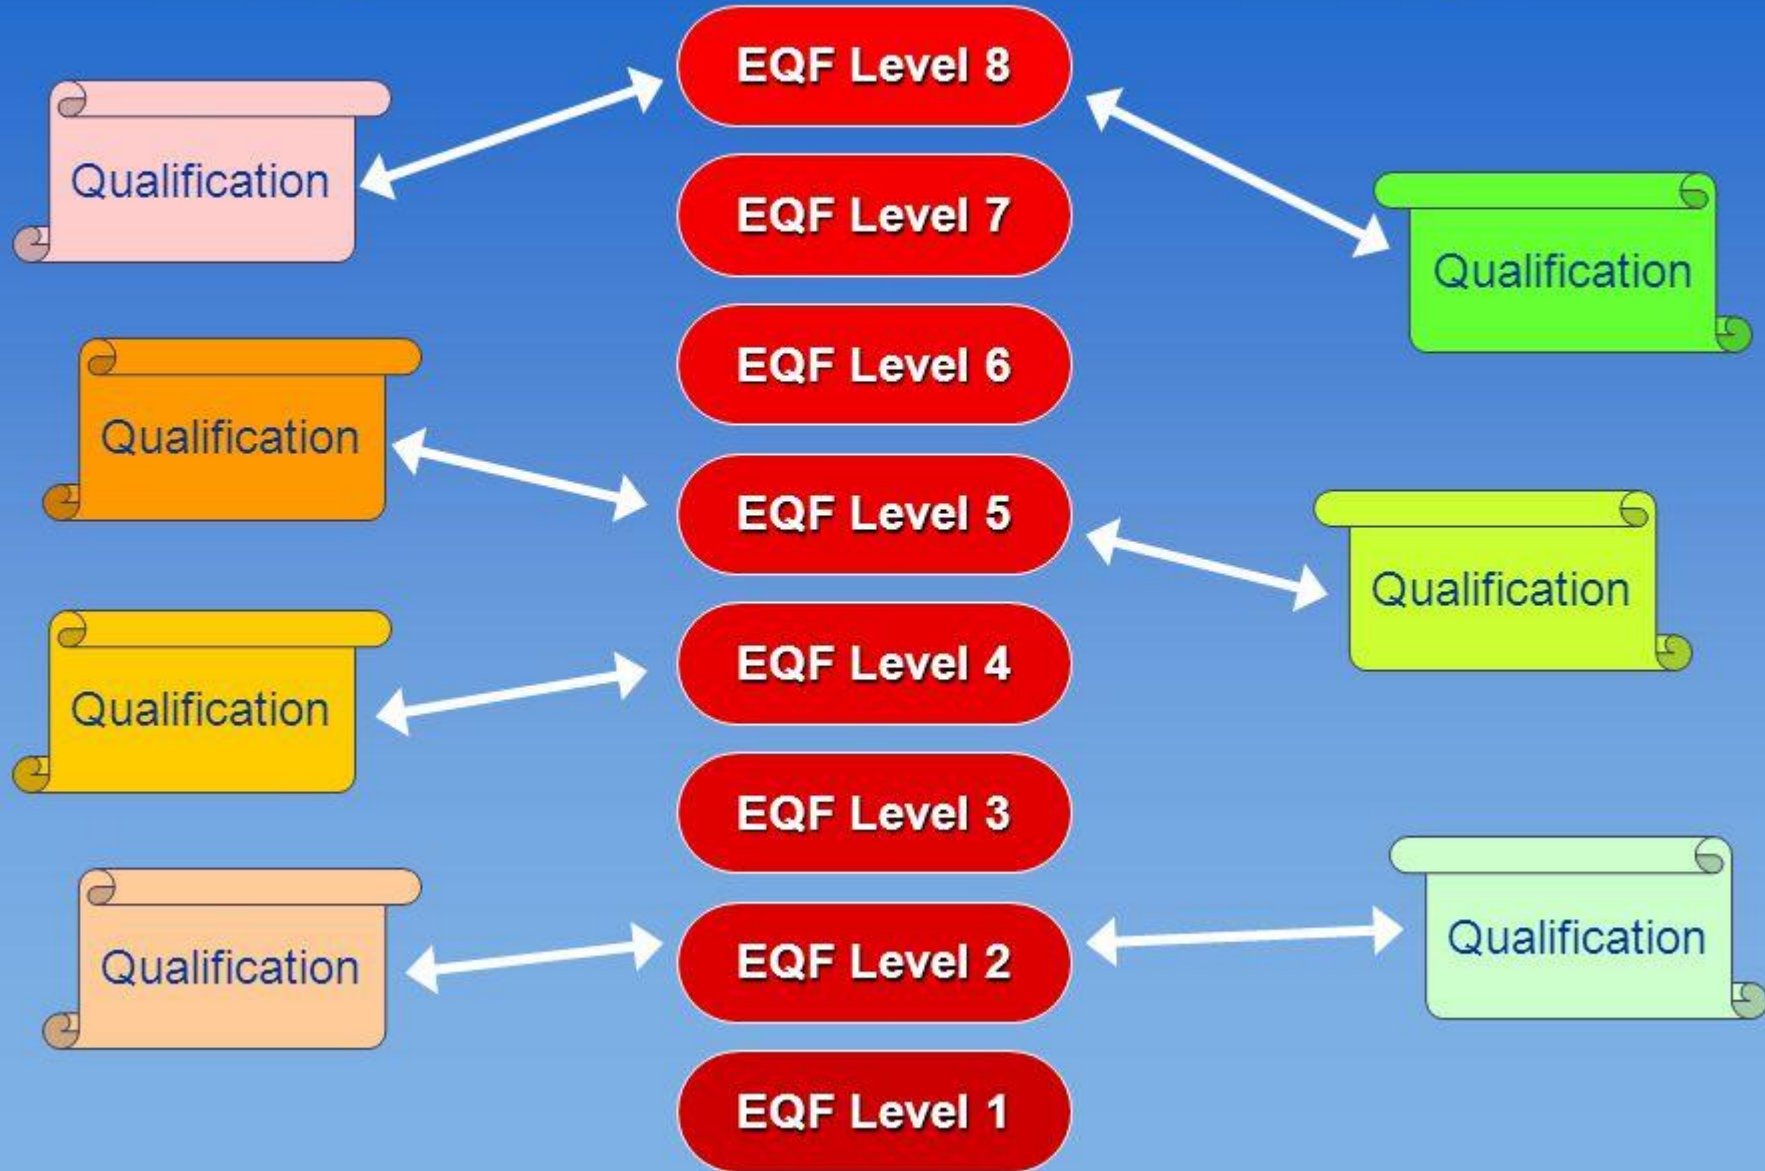 EQF Level 8
Qualification
EQF Level 7
Qualification
EQF Level 6
Qualification
EQF Level 5
Qualification
EQF Level 4
Qualification
EQF Level 3
Qualification
EQF Level 2
Qualification
EQF Level 1